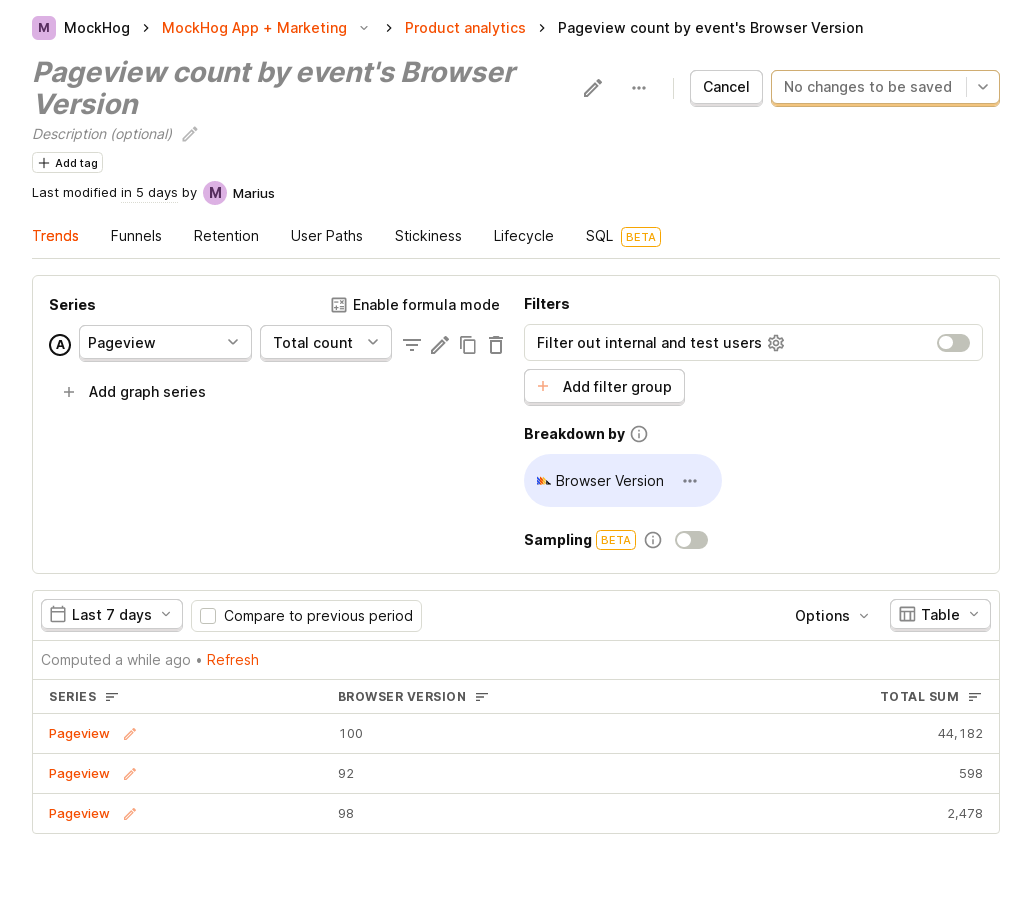 M MockHog > MockHog App + Marketing > Product analytics > Pageview count by event's Browser Version
Pageview count by event's Browser
Version
Cancel
No changes to be saved
Description (optional)
+ Add tag
Last modified in 5 days by M Marius
Trends Funnels Retention User Paths Stickiness Lifecycle SQL BETA
Series
Enable formula mode
A Pageview Total count
+ Add graph series
Filters
Filter out internal and test users
+ Add filter group
Breakdown by
Browser Version
Sampling BETA
Last 7 days Compare to previous period Options Table
Computed a while ago • Refresh
SERIES BROWSER VERSION TOTAL SUM
Pageview 100 44,182
Pageview 92 598
Pageview 98 2,478